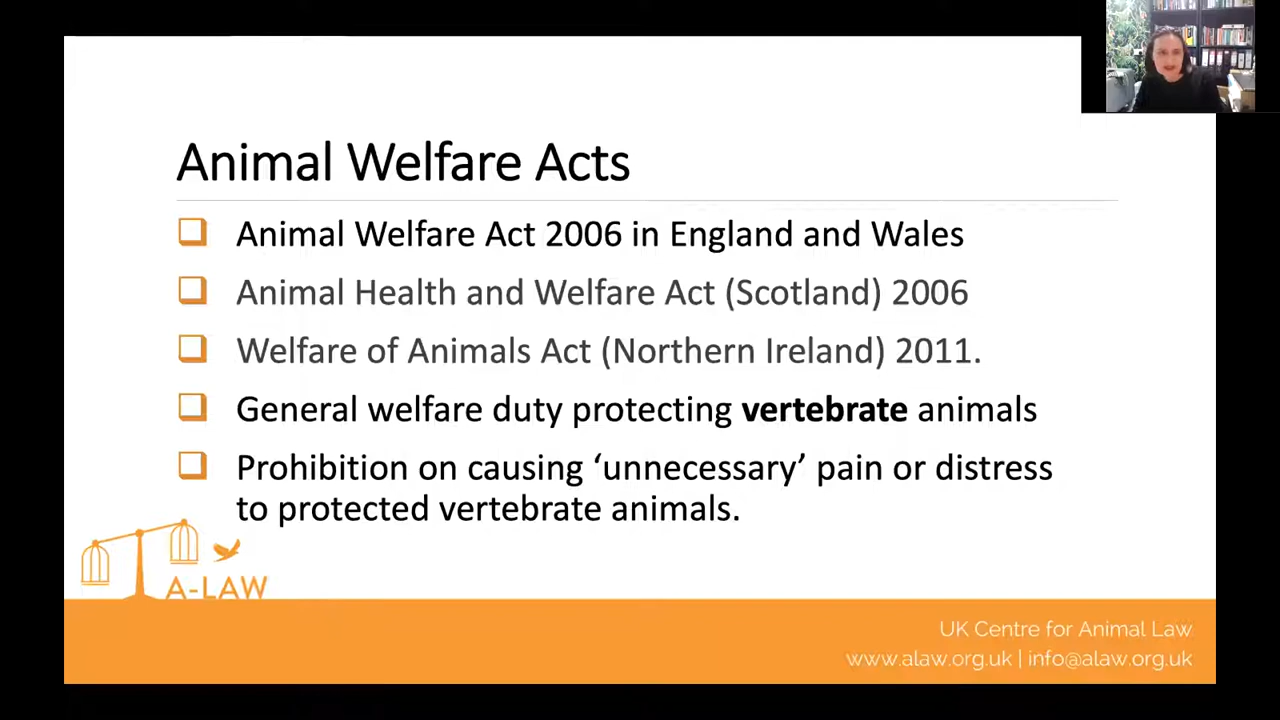 Animal Welfare Acts
Animal Welfare Act 2006 in England and Wales
Animal Health and Welfare Act (Scotland) 2006
Welfare of Animals Act (Northern Ireland) 2011.
General welfare duty protecting vertebrate animals
Prohibition on causing ‘unnecessary’ pain or distress
to protected vertebrate animals.
A-LAW
UK Centre for Animal Law
www.alaw.org.uk | info@alaw.org.uk